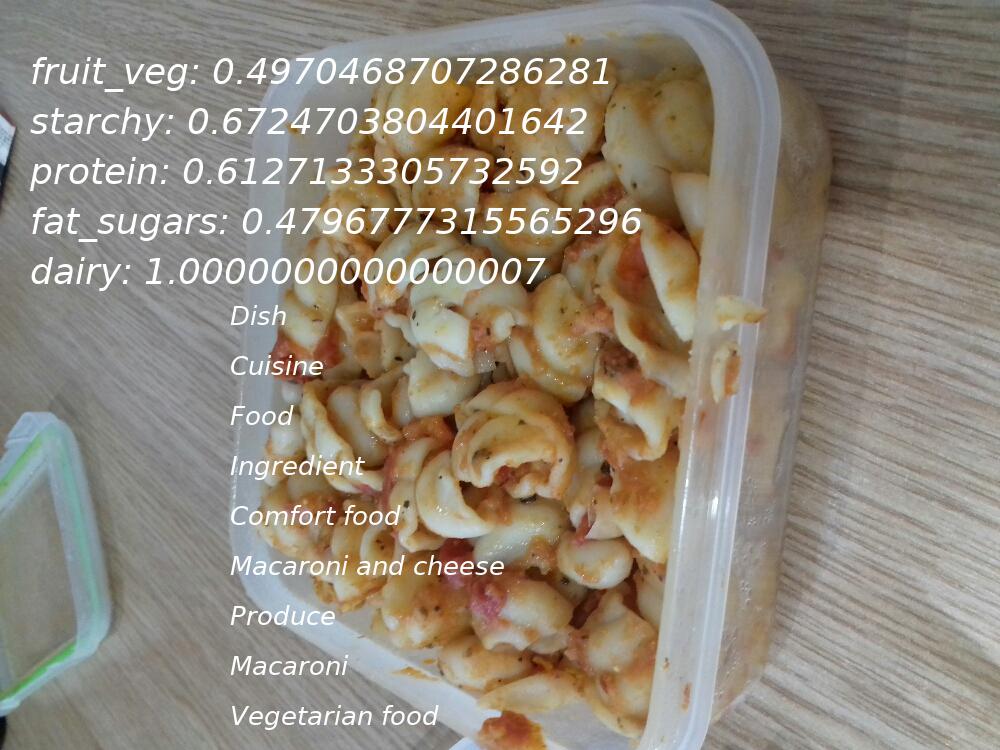 fruit_veg: 0.4970468707286281
starchy: 0.6724703804401642
protein: 0.6127133305732592
fat_sugars: 0.4796777315565296
dairy: 1.0000000000000007
Dish
Cuisine
Food
Ingredient
Comfort food
Macaroni and cheese
Produce
Macaroni
Vegetarian food